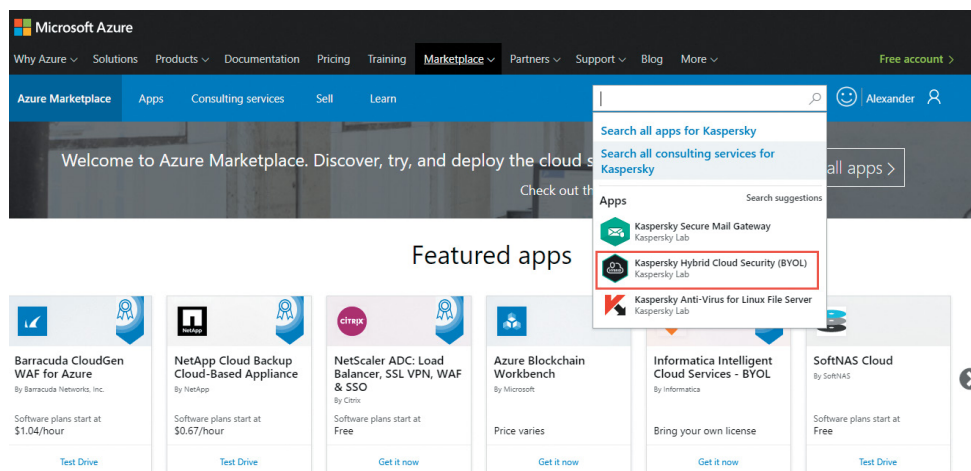 Microsoft Azure
Why Azure Solutions Products Documentation Pricing Training Marketplace Partners Support Blog More Free account >
Azure Marketplace Apps Consulting services Sell Learn Alexander
Search all apps for Kaspersky
Search all consulting services for
Kaspersky
Welcome to Azure Marketplace. Discover, try, and deploy the cloud s
all apps >
Check out th
Apps Search suggestions
Kaspersky Secure Mail Gateway
Kaspersky Lab
Kaspersky Hybrid Cloud Security (BYOL)
Kaspersky Lab
Kaspersky Anti-Virus for Linux File Server
Kaspersky Lab
Featured apps
Barracuda CloudGen
WAF for Azure
By Barracuda Networks, Inc.
Software plans start at
$1.04/hour
Test Drive
NetApp
NetApp Cloud Backup
Cloud-Based Appliance
By NetApp
Software plans start at
$0.67/hour
Test Drive
CITRIX
NetScaler ADC: Load
Balancer, SSL VPN, WAF
& SSO
By Citrix
Software plans start at
Free
Get it now
Azure Blockchain
Workbench
By Microsoft
Price varies
Get it now
Informatica Intelligent
Cloud Services - BYOL
By Informatica
Bring your own license
Get it now
SoftNAS Cloud
By SoftNAS
Software plans start at
Free
Test Drive